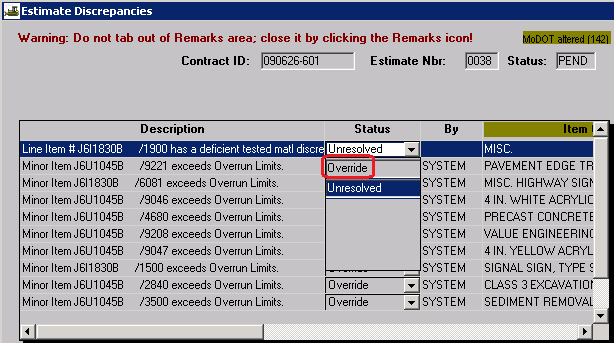 Estimate Discrepancies
Warning: Do not tab out of Remarks area; close it by clicking the Remarks icon!
MoDOT altered (142)
Contract ID: 090626-601 Estimate Nbr: 0038 Status: PEND
Description Status By Item
Line Item # J6I1830B /1900 has a deficient tested matl discre Unresolved MISC.
Minor Item J6U1045B /9221 exceeds Overrun Limits. Override SYSTEM PAVEMENT EDGE TR
Minor Item J6I1830B /6081 exceeds Overrun Limits. Unresolved SYSTEM MISC. HIGHWAY SIGN
Minor Item J6U1045B /9046 exceeds Overrun Limits. SYSTEM 4 IN. WHITE ACRYLIC
Minor Item J6U1045B /4680 exceeds Overrun Limits. SYSTEM PRECAST CONCRETE
Minor Item J6U1045B /9208 exceeds Overrun Limits. SYSTEM VALUE ENGINEERING
Minor Item J6U1045B /9047 exceeds Overrun Limits. SYSTEM 4 IN. YELLOW ACRYL
Minor Item J6I1830B /1500 exceeds Overrun Limits. SYSTEM SIGNAL SIGN, TYPE S
Minor Item J6U1045B /2840 exceeds Overrun Limits. Override SYSTEM CLASS 3 EXCAVATION
Minor Item J6U1045B /3500 exceeds Overrun Limits. Override SYSTEM SEDIMENT REMOVAL